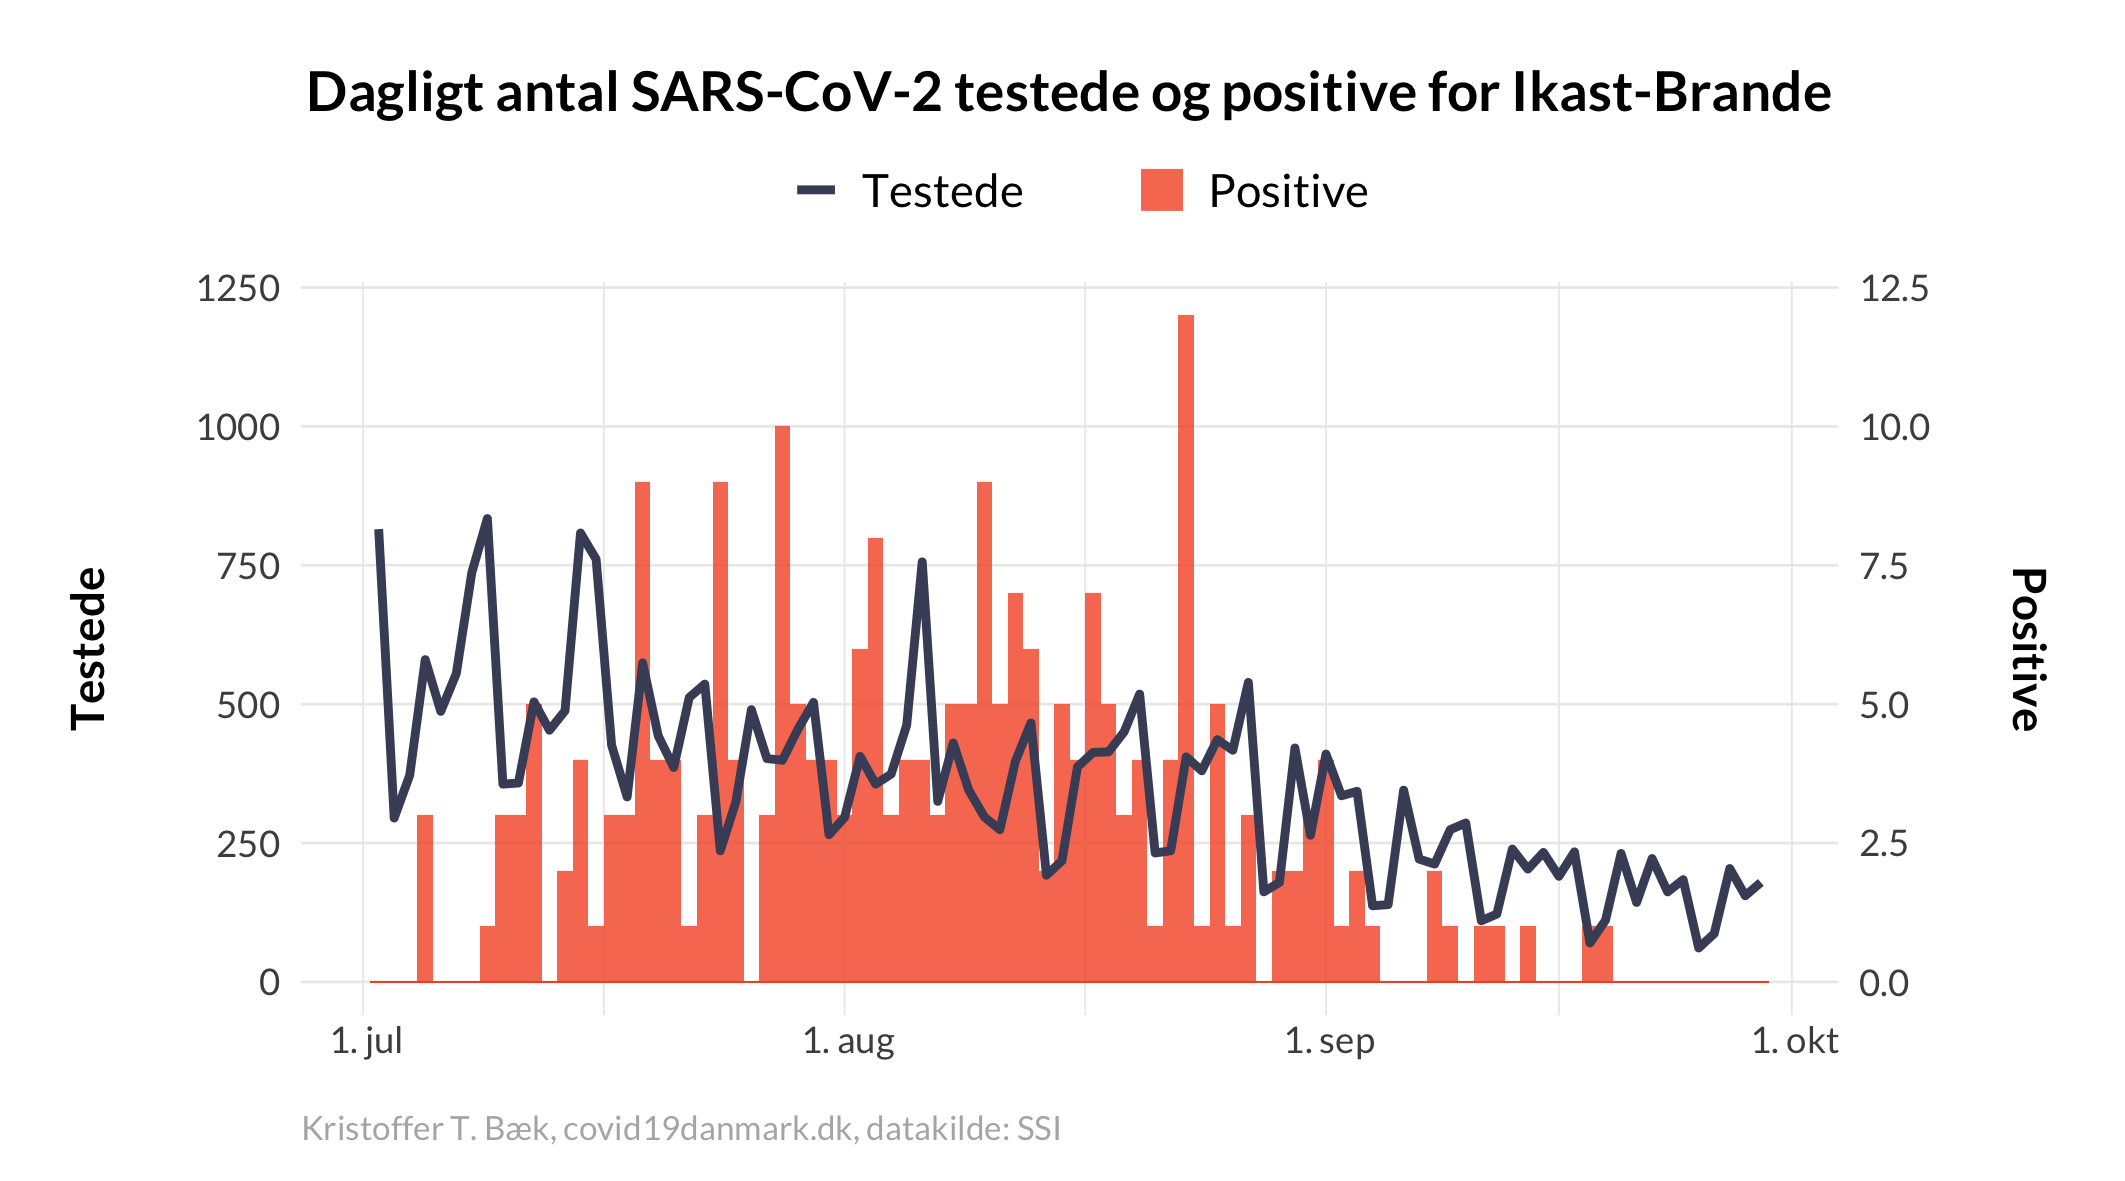 Dagligt antal SARS-CoV-2 testede og positive for Ikast-Brande
Testede Positive
1250 12.5
1000 10.0
750 7.5
500 5.0
250 2.5
0 0.0
Testede
Positive
1. jul 1. aug 1. sep 1. okt
Kristoffer T. Bæk, covid19danmark.dk, datakilde: SSI